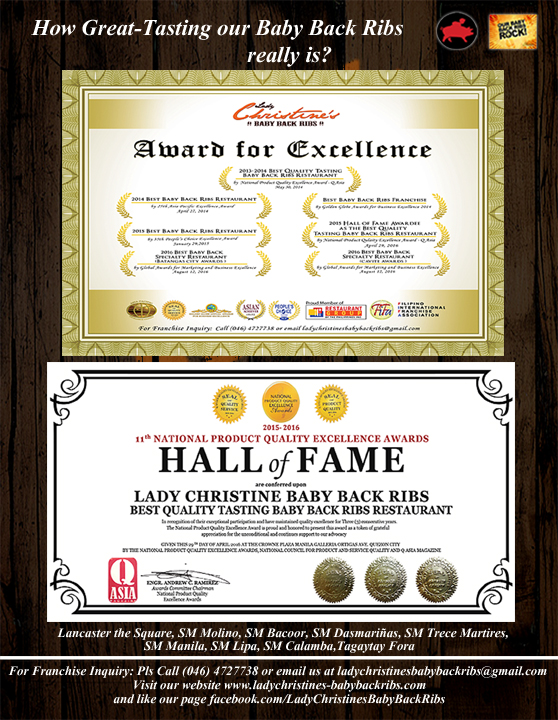 How Great-Tasting our Baby Back Ribs
really is?
OUR BABY
BACK RIBS
ROCK!
Lady
Christine's
BABY BACK RIBS
Award for Excellence
2013-2014 Best Quality Tasting
Baby Back Ribs Restaurant
by National Product Quality Excellence Award - Q Asia
May 30, 2014
2014 Best Baby Back Ribs Restaurant
by 27th Asia Pacific Excellence Award
April 22, 2014
Best Baby Back Ribs Franchise
by Golden Globe Awards for Business Excellence 2014
2015 Best Baby Back Ribs Restaurant
January 29, 2015
2015 Hall of Fame Awardee
as the Best Quality
Tasting Baby Back Ribs Restaurant
by National Product Quality Excellence Award - Q Asia
April 29, 2016
2016 Best Baby Back
Specialty Restaurant
(Batangas City Awards)
by Global Awards for Marketing and Business Excellence
August 12, 2016
2016 Best Baby Back
Specialty Restaurant
(Cavite Awards)
by Global Awards for Marketing and Business Excellence
August 12, 2016
ASIAN
PEOPLE'S
CHOICE
Proud Member of
RESTAURANT
GROUP
FIFA
FILIPINO
INTERNATIONAL
FRANCHISE
ASSOCIATION
For Franchise Inquiry: Call (046) 4727738 or email ladychristinesbabybackribs@gmail.com
REAL
QUALITY
SERVICE
NATIONAL
PRODUCT QUALITY
EXCELLENCE
Awards
REAL
PRODUCT
QUALITY
2015-2016
11th NATIONAL PRODUCT QUALITY EXCELLENCE AWARDS
HALL of FAME
are conferred upon
LADY CHRISTINE BABY BACK RIBS
BEST QUALITY TASTING BABY BACK RIBS RESTAURANT
In recognition of their exceptional participation and have maintained quality excellence for Three (3) consecutive years.
The National Product Quality Excellence Award is proud and honored to present this award as a token of grateful
appreciation for the unconditional and continues support to our advocacy
GIVEN THIS 29TH DAY OF APRIL 2016 AT THE CROWNE PLAZA MANILA GALLERIA ORTIGAS AVE. QUEZON CITY
BY THE NATIONAL PRODUCT QUALITY EXCELLENCE AWARDS, NATIONAL COUNCIL FOR PRODUCT AND SERVICE QUALITY AND Q ASIA MAGAZINE
Q
ASIA
MAGAZINE
ENGR. ANDREW C. RAMIREZ
Awards Committee Chairman
National Product Quality
Excellence Awards
Lancaster the Square, SM Molino, SM Bacoor, SM Dasmariñas, SM Trece Martires,
SM Manila, SM Lipa, SM Calamba,Tagaytay Fora
For Franchise Inquiry: Pls Call (046) 4727738 or email us at ladychristinesbabybackribs@gmail.com
Visit our website www.ladychristines-babybackribs.com
and like our page facebook.com/LadyChristinesBabyBackRibs